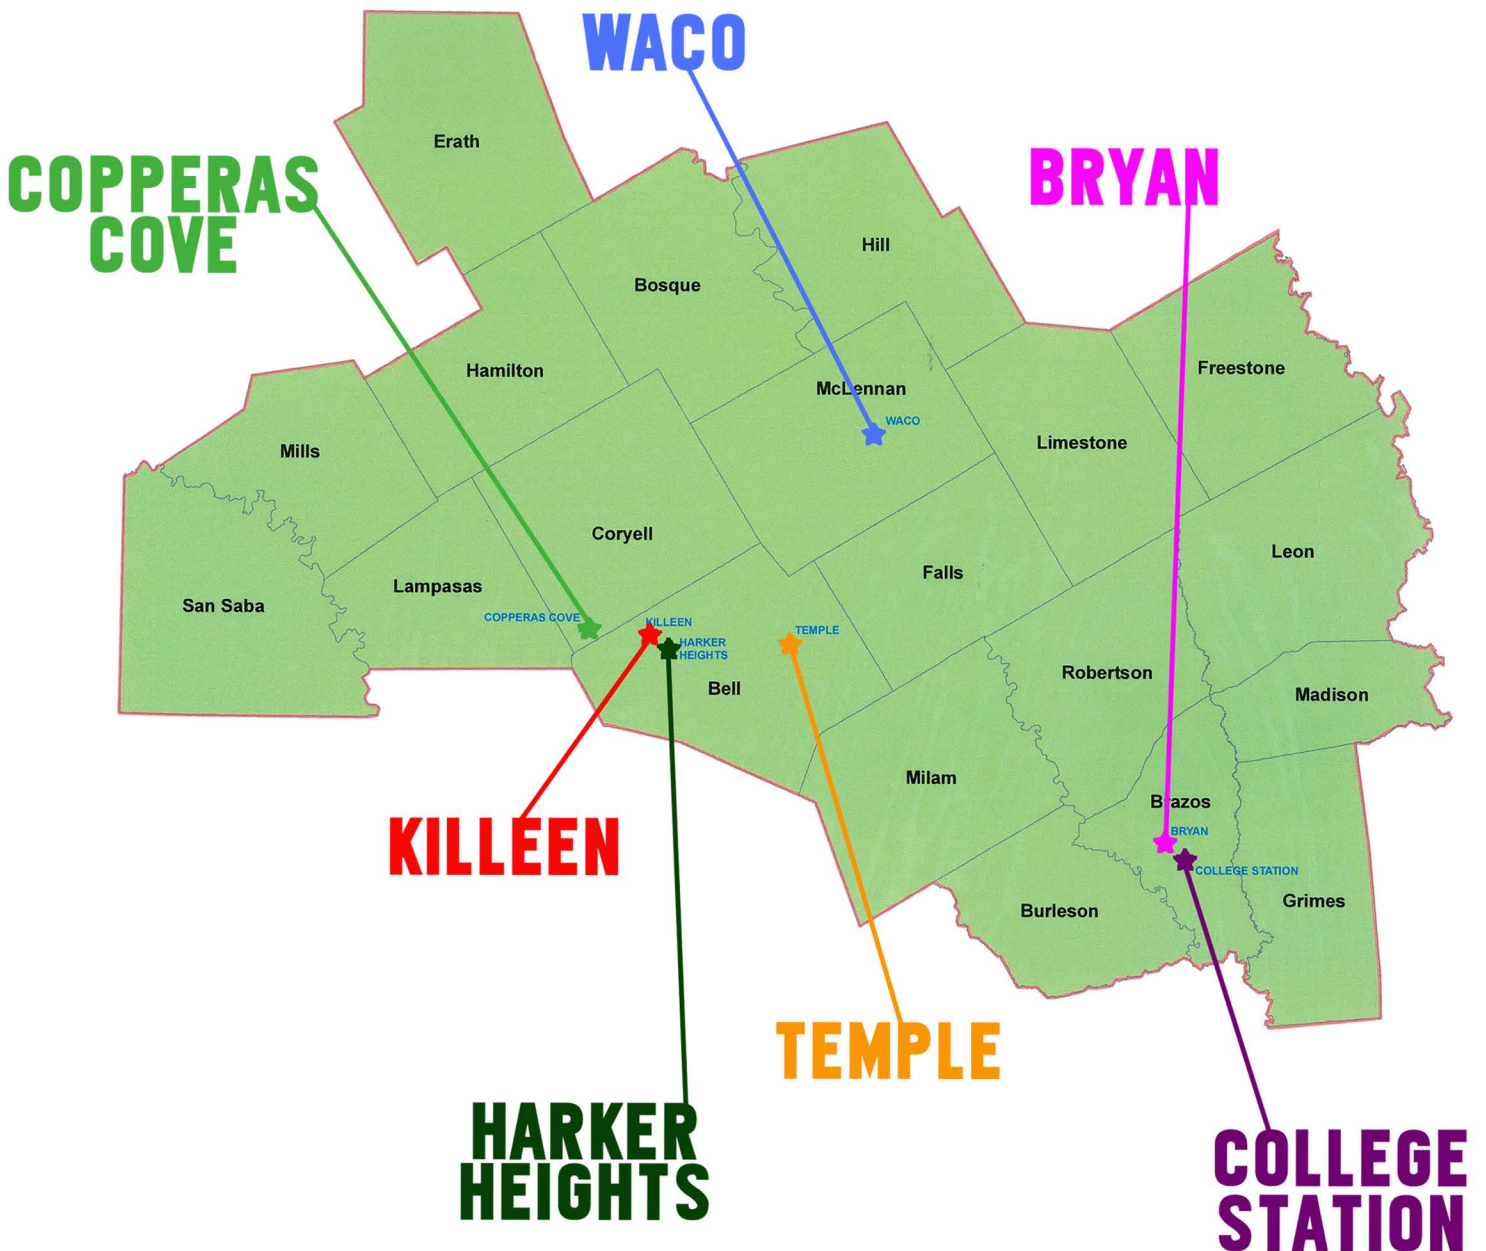 WACO
Erath
BRYAN
COPPERAS
COVE
Hill
Bosque
Hamilton
Freestone
McLennan
WACO
Limestone
Mills
Coryell
Leon
Falls
Lampasas
San Saba
COPPERAS COVE
KILLEEN
TEMPLE
HARKER
HEIGHTS
Robertson
Bell
Madison
Milam
Brazos
BRYAN
KILLEEN
COLLEGE STATION
Grimes
Burleson
TEMPLE
HARKER
HEIGHTS
COLLEGE
STATION